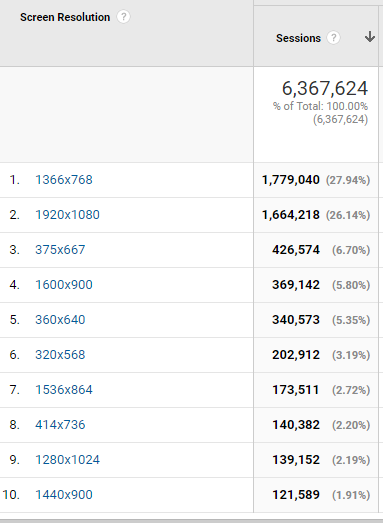 Screen Resolution ?
Sessions ?
6,367,624
% of Total: 100.00%
(6,367,624)
1. 1366x768 1,779,040 (27.94%)
2. 1920x1080 1,664,218 (26.14%)
3. 375x667 426,574 (6.70%)
4. 1600x900 369,142 (5.80%)
5. 360x640 340,573 (5.35%)
6. 320x568 202,912 (3.19%)
7. 1536x864 173,511 (2.72%)
8. 414x736 140,382 (2.20%)
9. 1280x1024 139,152 (2.19%)
10. 1440x900 121,589 (1.91%)